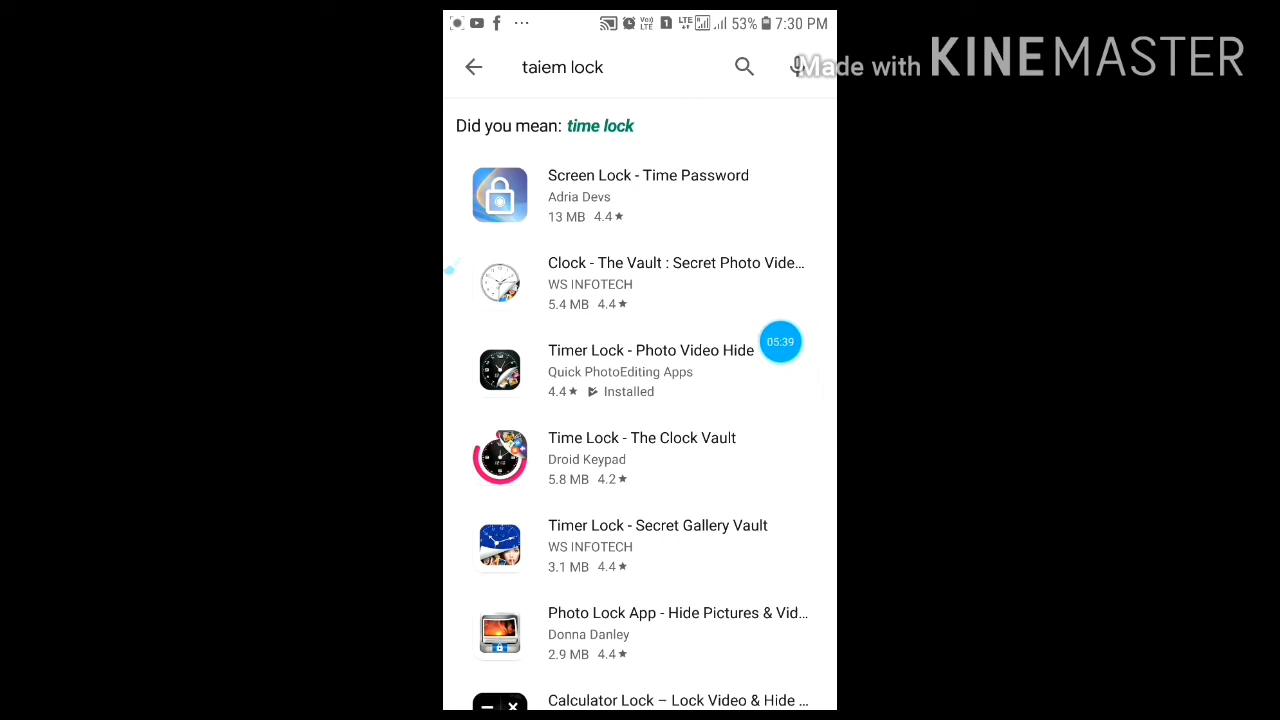 53% 7:30 PM
taiem lock
Made with KINEMASTER
Did you mean: time lock
Screen Lock - Time Password
Adria Devs
13 MB 4.4★
Clock - The Vault : Secret Photo Vide...
WS INFOTECH
5.4 MB 4.4★
Timer Lock - Photo Video Hide
05:39
Quick PhotoEditing Apps
4.4★ Installed
Time Lock - The Clock Vault
Droid Keypad
5.8 MB 4.2★
Timer Lock - Secret Gallery Vault
WS INFOTECH
3.1 MB 4.4★
Photo Lock App - Hide Pictures & Vid...
Donna Danley
2.9 MB 4.4★
Calculator Lock – Lock Video & Hide ...